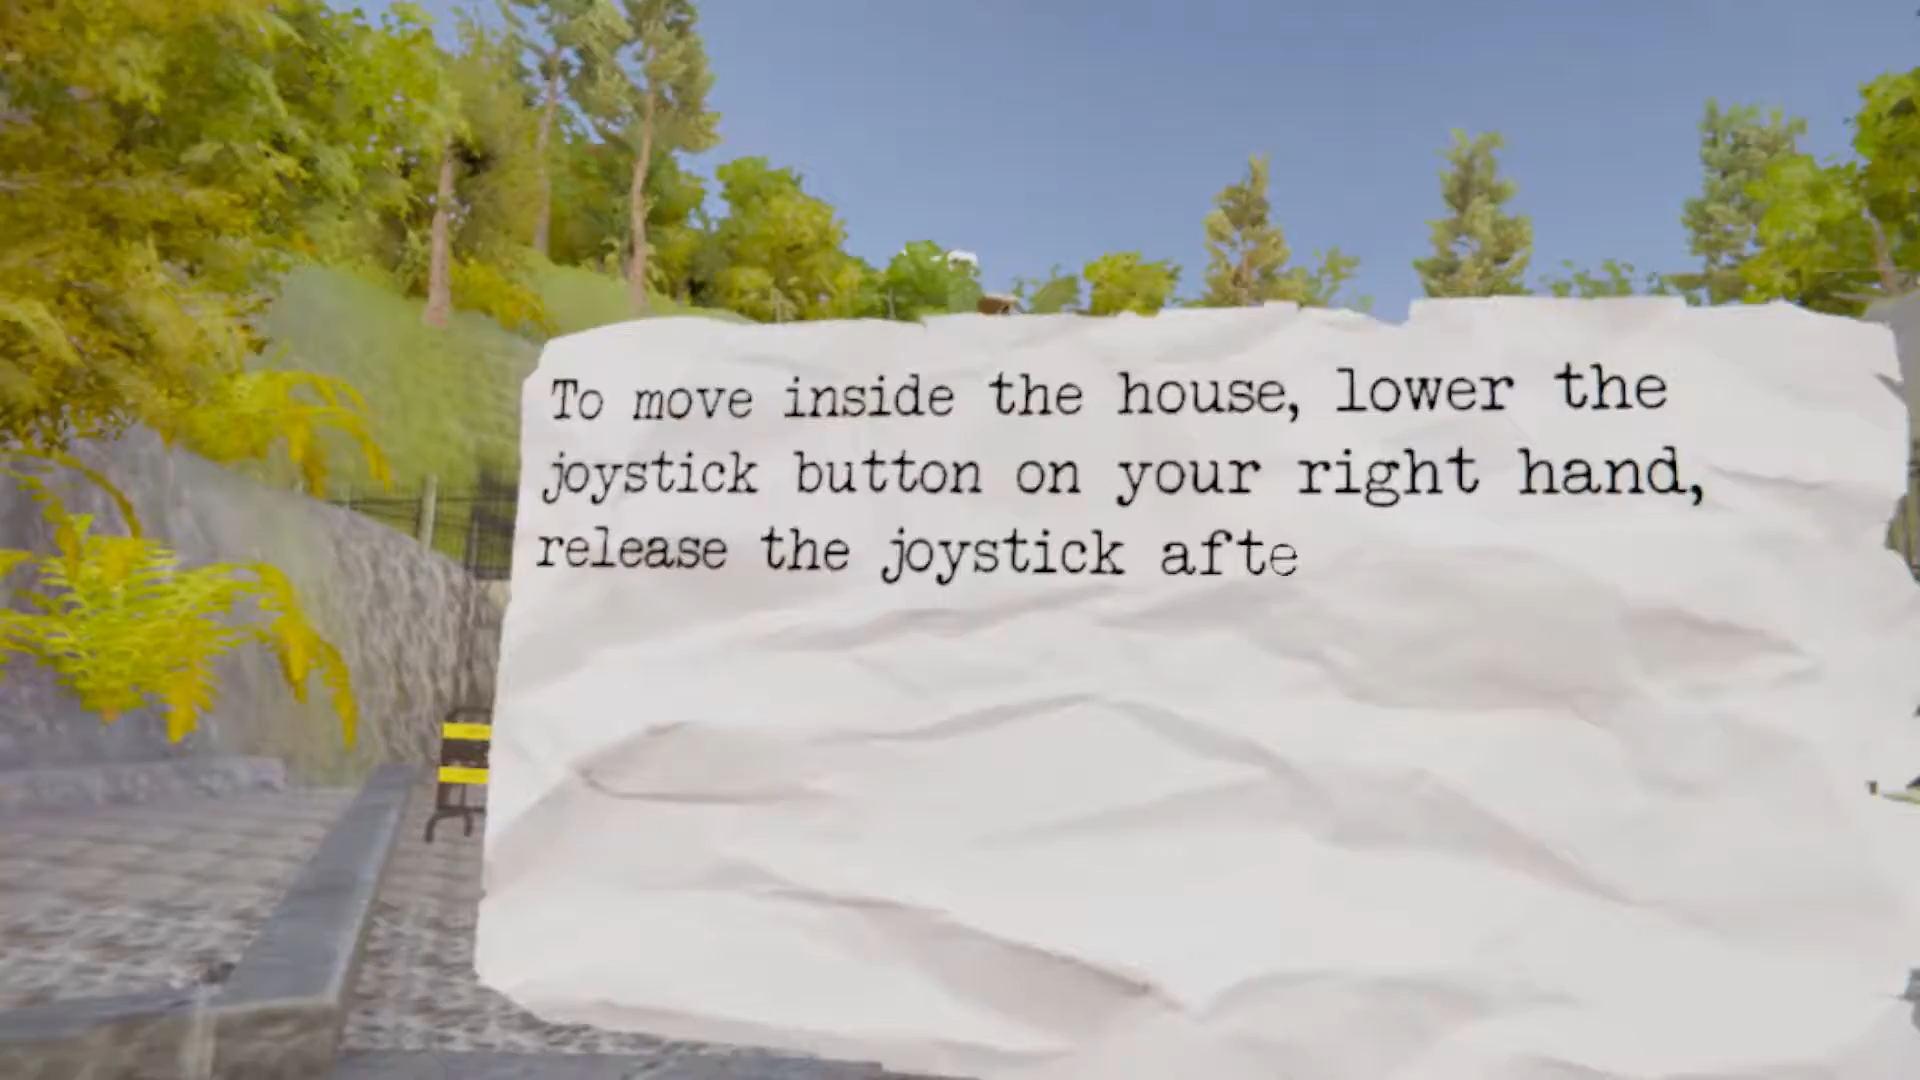 To move inside the house, lower the
joystick button on your right hand,
release the joystick afte